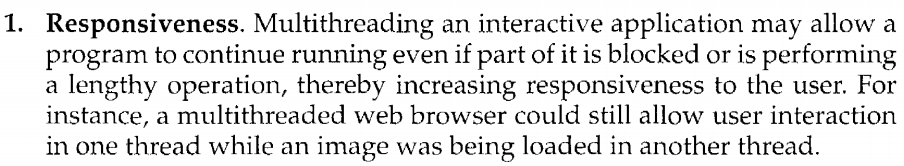 1. Responsiveness. Multithreading an interactive application may allow a
program to continue running even if part of it is blocked or is performing
a lengthy operation, thereby increasing responsiveness to the user. For
instance, a multithreaded web browser could still allow user interaction
in one thread while an image was being loaded in another thread.